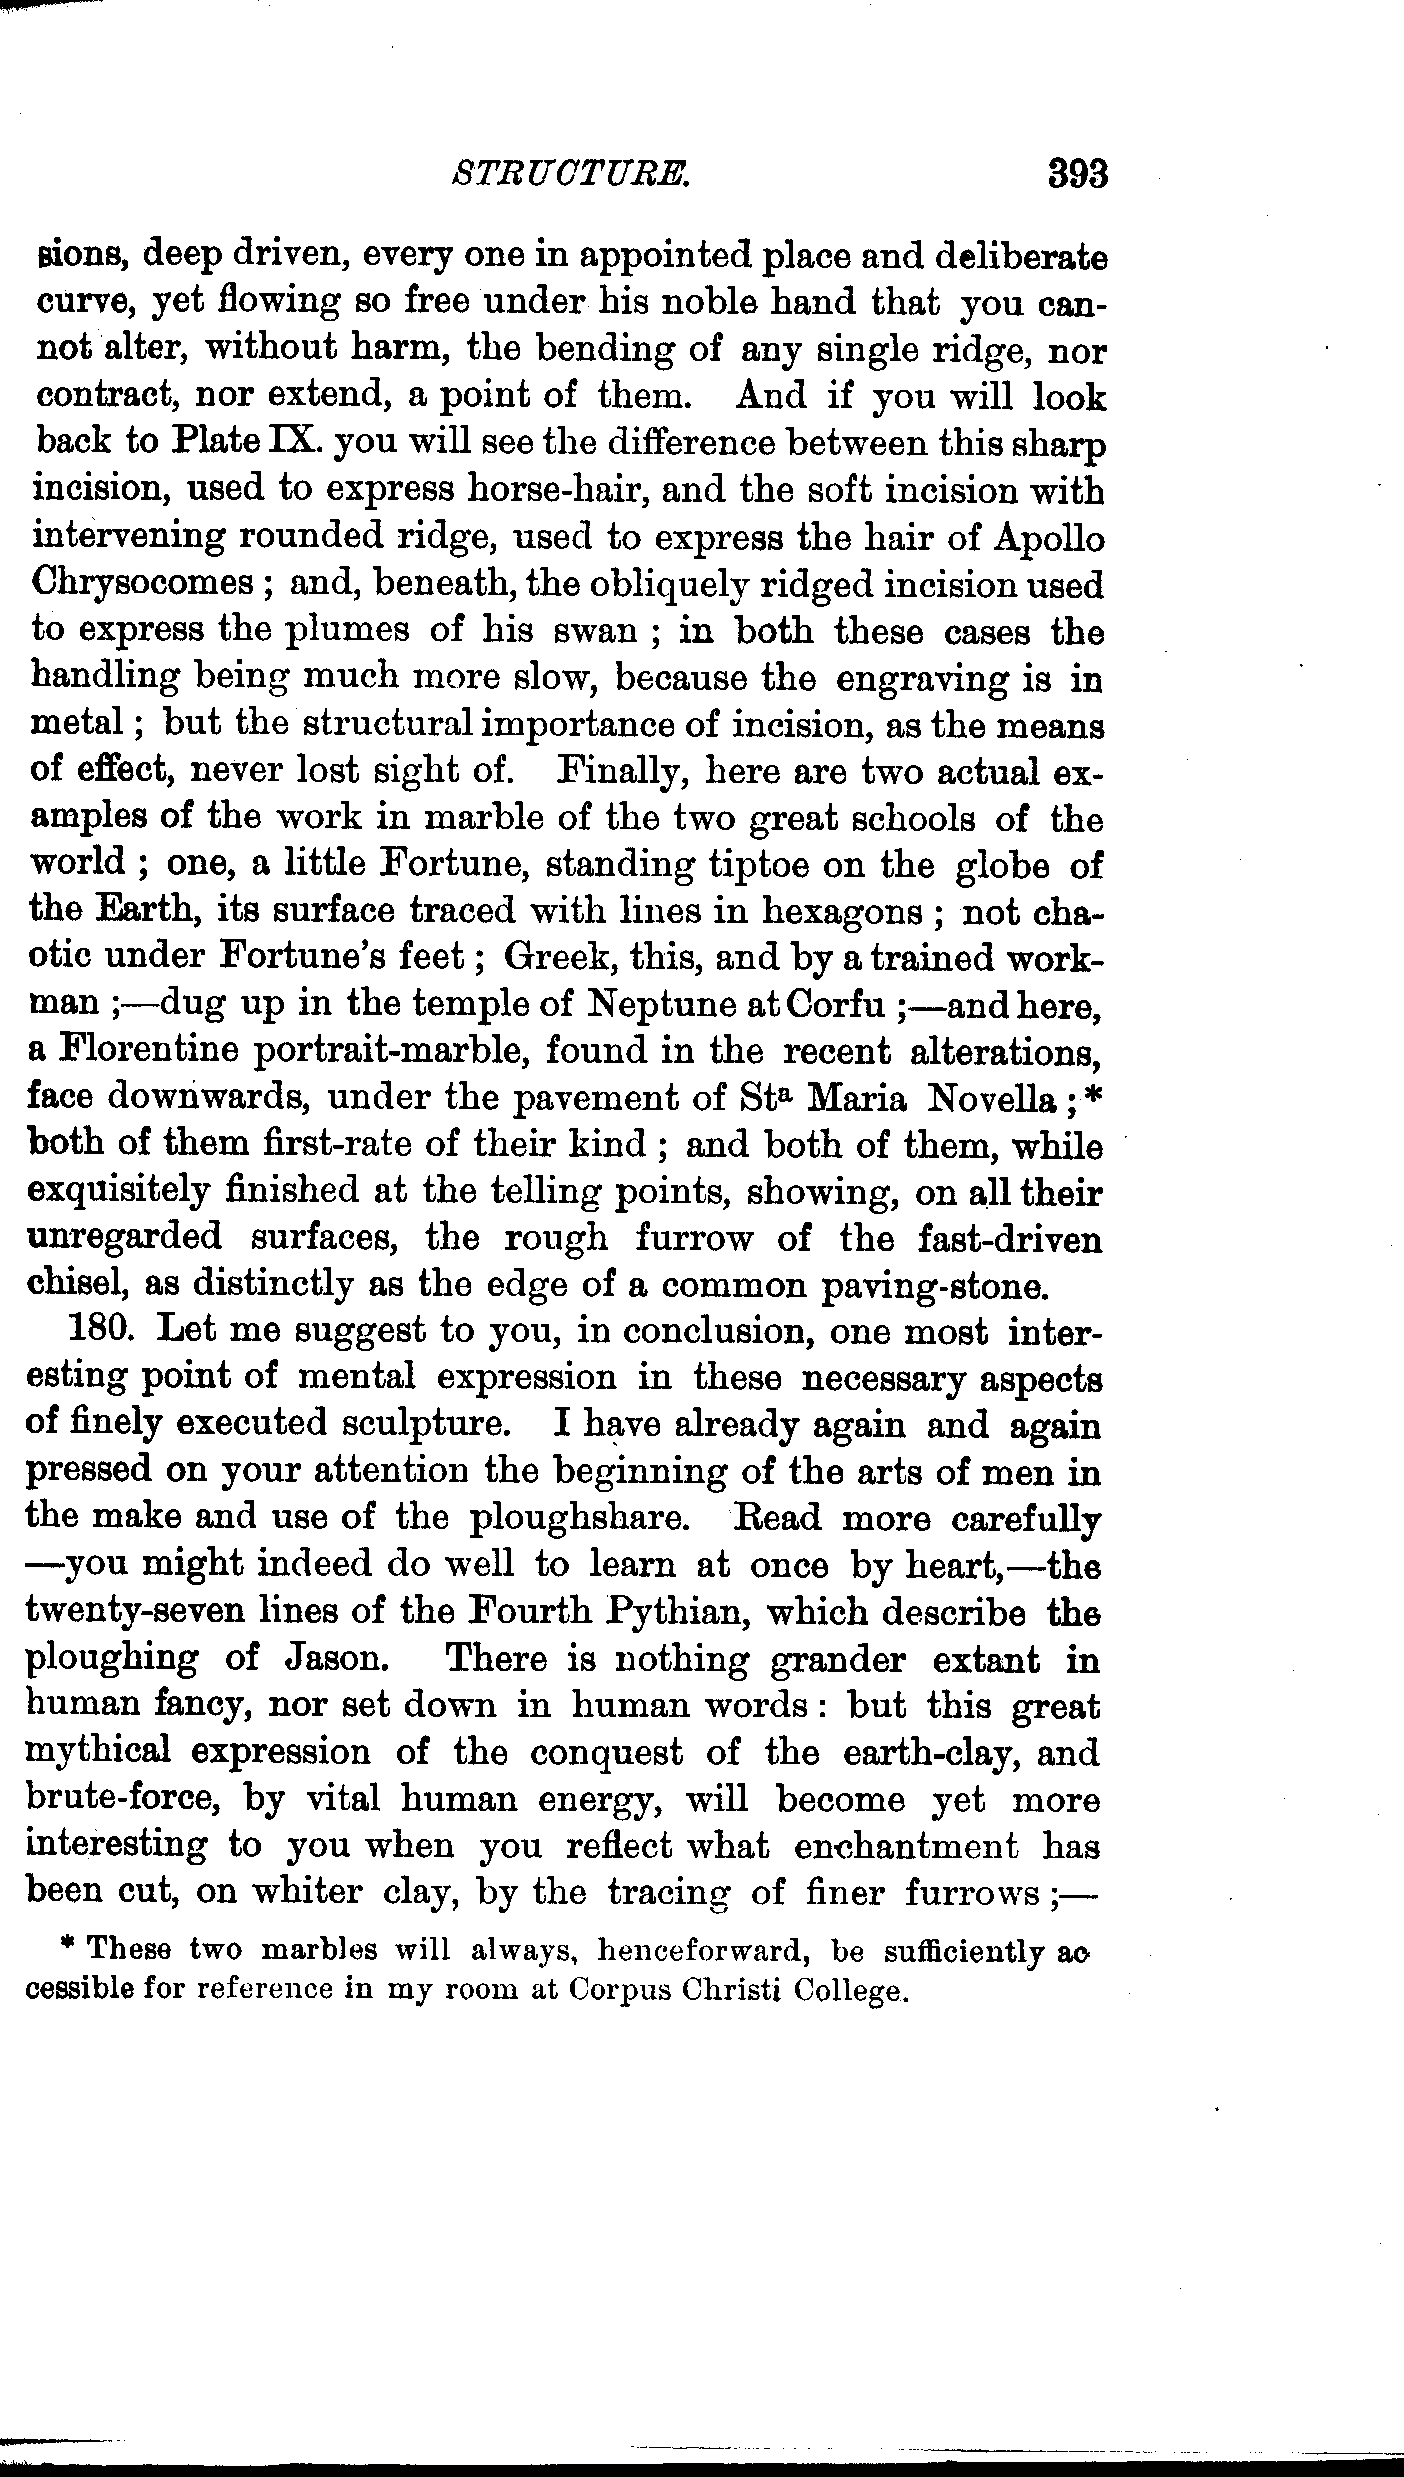 STRUCTURE. 393
sions, deep driven, every one in appointed place and deliberate
curve, yet flowing so free under his noble hand that you can-
not alter, without harm, the bending of any single ridge, nor
contract, nor extend, a point of them. And if you will look
back to Plate IX. you will see the difference between this sharp
incision, used to express horse-hair, and the soft incision with
intervening rounded ridge, used to express the hair of Apollo
Chrysocomes ; and, beneath, the obliquely ridged incision used
to express the plumes of his swan ; in both these cases the
handling being much more slow, because the engraving is in
metal ; but the structural importance of incision, as the means
of effect, never lost sight of. Finally, here are two actual ex-
amples of the work in marble of the two great schools of the
world ; one, a little Fortune, standing tiptoe on the globe of
the Earth, its surface traced with lines in hexagons ; not cha-
otic under Fortune's feet ; Greek, this, and by a trained work-
man ;—dug up in the temple of Neptune at Corfu ;—and here,
a Florentine portrait-marble, found in the recent alterations,
face downwards, under the pavement of Stª Maria Novella ;*
both of them first-rate of their kind ; and both of them, while
exquisitely finished at the telling points, showing, on all their
unregarded surfaces, the rough furrow of the fast-driven
chisel, as distinctly as the edge of a common paving-stone.
180. Let me suggest to you, in conclusion, one most inter-
esting point of mental expression in these necessary aspects
of finely executed sculpture. I have already again and again
pressed on your attention the beginning of the arts of men in
the make and use of the ploughshare. Read more carefully
—you might indeed do well to learn at once by heart,—the
twenty-seven lines of the Fourth Pythian, which describe the
ploughing of Jason. There is nothing grander extant in
human fancy, nor set down in human words : but this great
mythical expression of the conquest of the earth-clay, and
brute-force, by vital human energy, will become yet more
interesting to you when you reflect what enchantment has
been cut, on whiter clay, by the tracing of finer furrows ;—
* These two marbles will always, henceforward, be sufficiently ac-
cessible for reference in my room at Corpus Christi College.